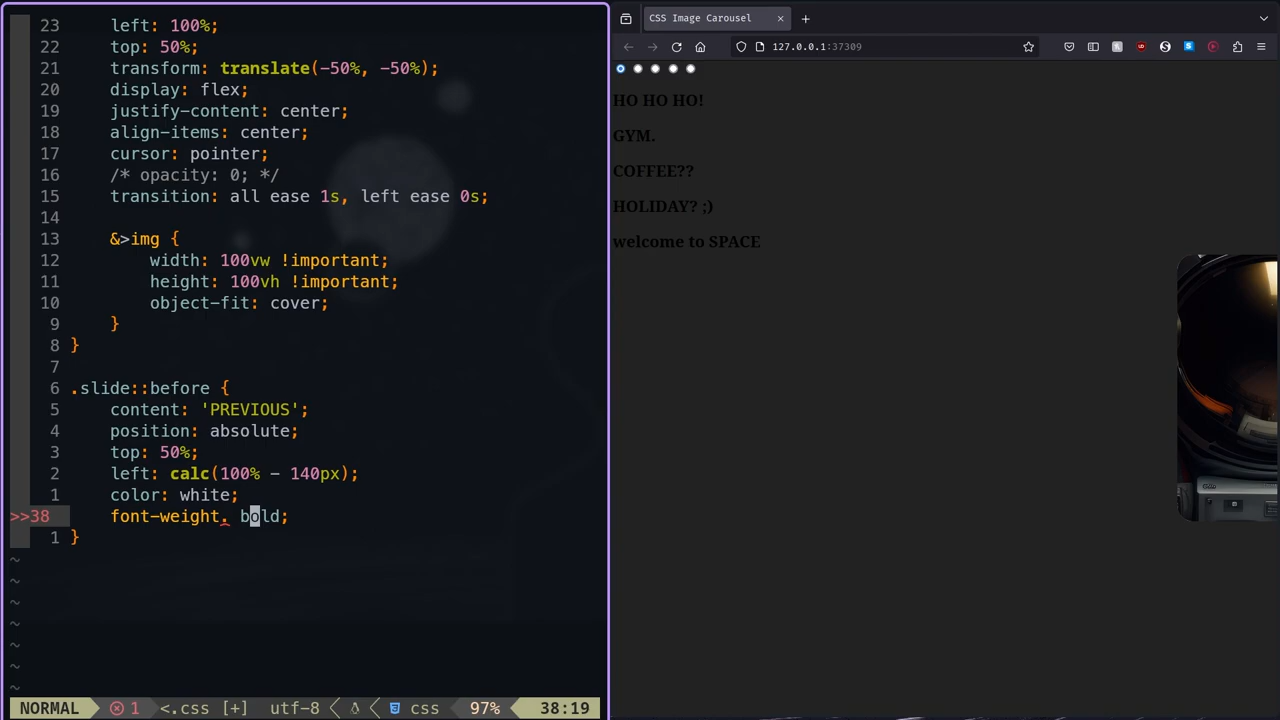 23 left: 100%;
22 top: 50%;
21 transform: translate(-50%, -50%);
20 display: flex;
19 justify-content: center;
18 align-items: center;
17 cursor: pointer;
16 /* opacity: 0; */
15 transition: all ease 1s, left ease 0s;
14
13 &>img {
12 width: 100vw !important;
11 height: 100vh !important;
10 object-fit: cover;
9 }
8 }
7
6 .slide::before {
5 content: 'PREVIOUS';
4 position: absolute;
3 top: 50%;
2 left: calc(100% - 140px);
1 color: white;
>>38 font-weight. bold;
1 }
~
~
~
~
~
~
~
NORMAL 1 <.css [+] utf-8 css 97% 38:19
CSS Image Carousel
127.0.0.1:37309
HO HO HO!
GYM.
COFFEE??
HOLIDAY? ;)
welcome to SPACE